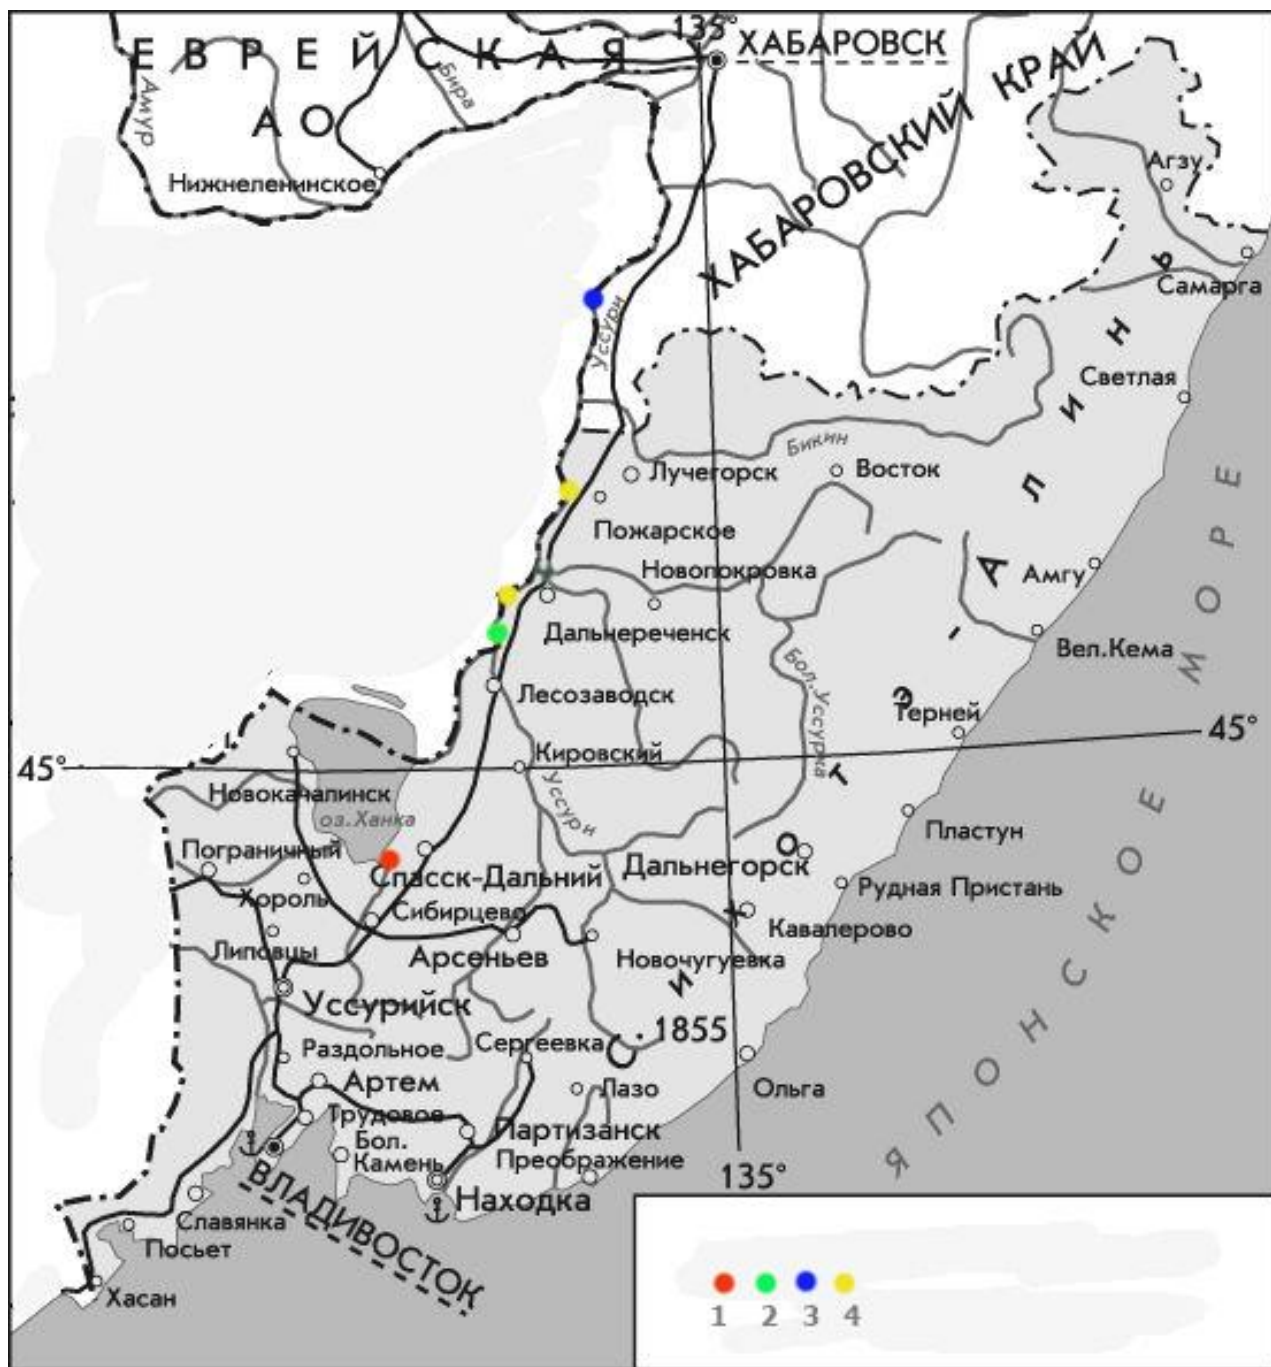 135°
ЕВРЕЙСКАЯ
АО
ХАБАРОВСК
ХАБАРОВСКИЙ КРАЙ
Амур
Бира
Нижнеленинское
Агзу
Самарга
Уссури
Светлая
Бикин
Лучегорск
Восток
Пожарское
Новопокровка
Амгу
Дальнереченск
Вел.Кема
Бол.Уссурка
Лесозаводск
Терней
45°
45°
Кировский
Новокачалинск
оз.Ханка
Уссури
Пластун
Пограничный
Спасск-Дальний
Дальнегорск
Рудная Пристань
Хороль
Сибирцево
Кавалерово
Липовцы
Арсеньев
Новочугуевка
СИХОТЭ-АЛИНЬ
Уссурийск
1855
Раздольное
Сергеевка
Артем
Лазо
Ольга
Трудовое
Партизанск
Бол.
Камень
Преображение
135°
ВЛАДИВОСТОК
Находка
Славянка
Посьет
Хасан
ЯПОНСКОЕ МОРЕ
1 2 3 4